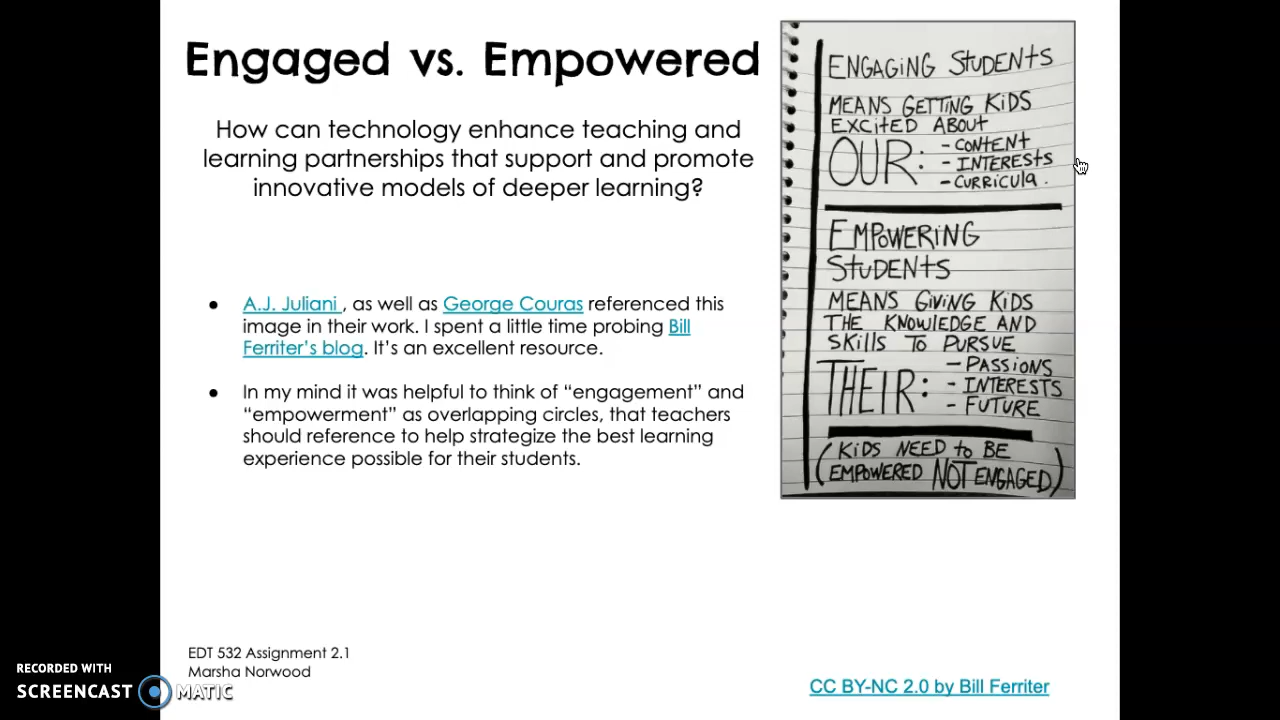 Engaged vs. Empowered
How can technology enhance teaching and
learning partnerships that support and promote
innovative models of deeper learning?
● A.J. Juliani , as well as George Couras referenced this
image in their work. I spent a little time probing Bill
Ferriter’s blog. It’s an excellent resource.
● In my mind it was helpful to think of “engagement” and
“empowerment” as overlapping circles, that teachers
should reference to help strategize the best learning
experience possible for their students.
ENGAGING STUDENTS
MEANS GETTING KIDS
EXCITED ABOUT
OUR: - CONTENT
- INTERESTS
- CURRICULA.
EMPOWERING
STUDENTS
MEANS GIVING KIDS
THE KNOWLEDGE AND
SKILLS TO PURSUE
THEIR: - PASSIONS
- INTERESTS
- FUTURE
(KIDS NEED TO BE
EMPOWERED NOT ENGAGED)
EDT 532 Assignment 2.1
Marsha Norwood
CC BY-NC 2.0 by Bill Ferriter
RECORDED WITH
SCREENCAST MATIC